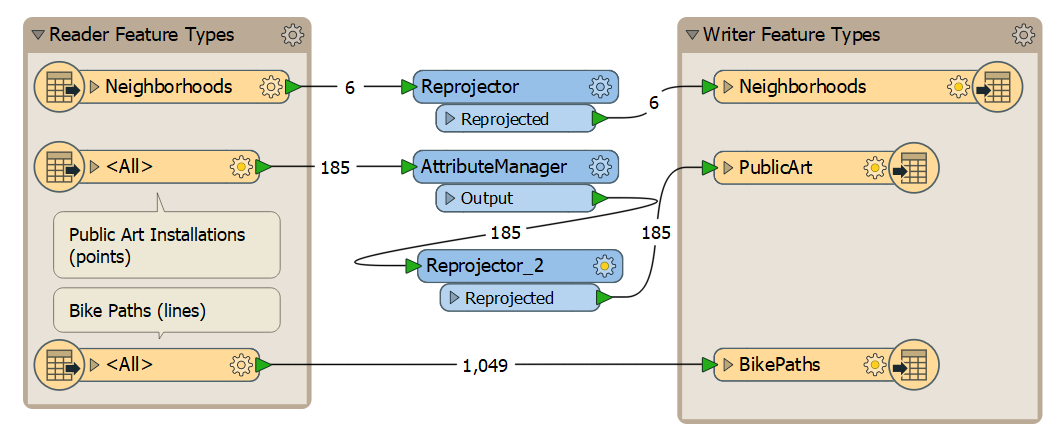 Reader Feature Types
Writer Feature Types
Neighborhoods
6
Reprojector
Reprojected
6
Neighborhoods
<All>
185
AttributeManager
Output
185
185
PublicArt
Public Art Installations
(points)
Reprojector_2
Reprojected
Bike Paths (lines)
<All>
1,049
BikePaths